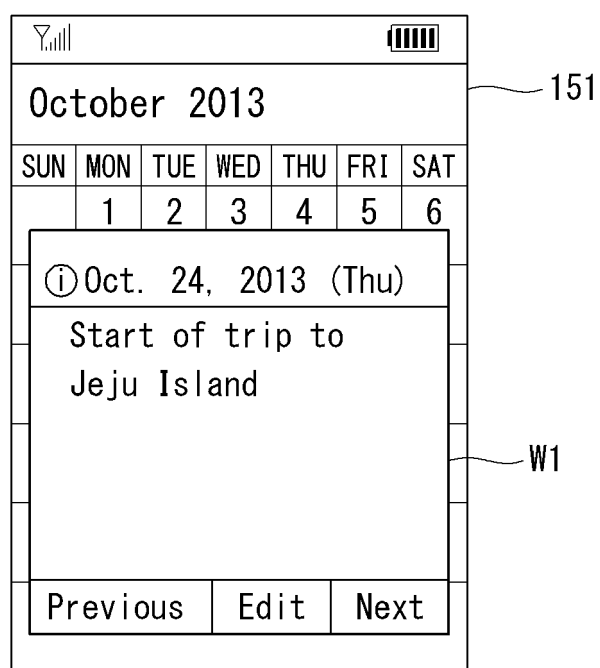 October 2013
151
SUN MON TUE WED THU FRI SAT
1 2 3 4 5 6
ⓘ Oct. 24, 2013 (Thu)
Start of trip to
Jeju Island
W1
Previous Edit Next